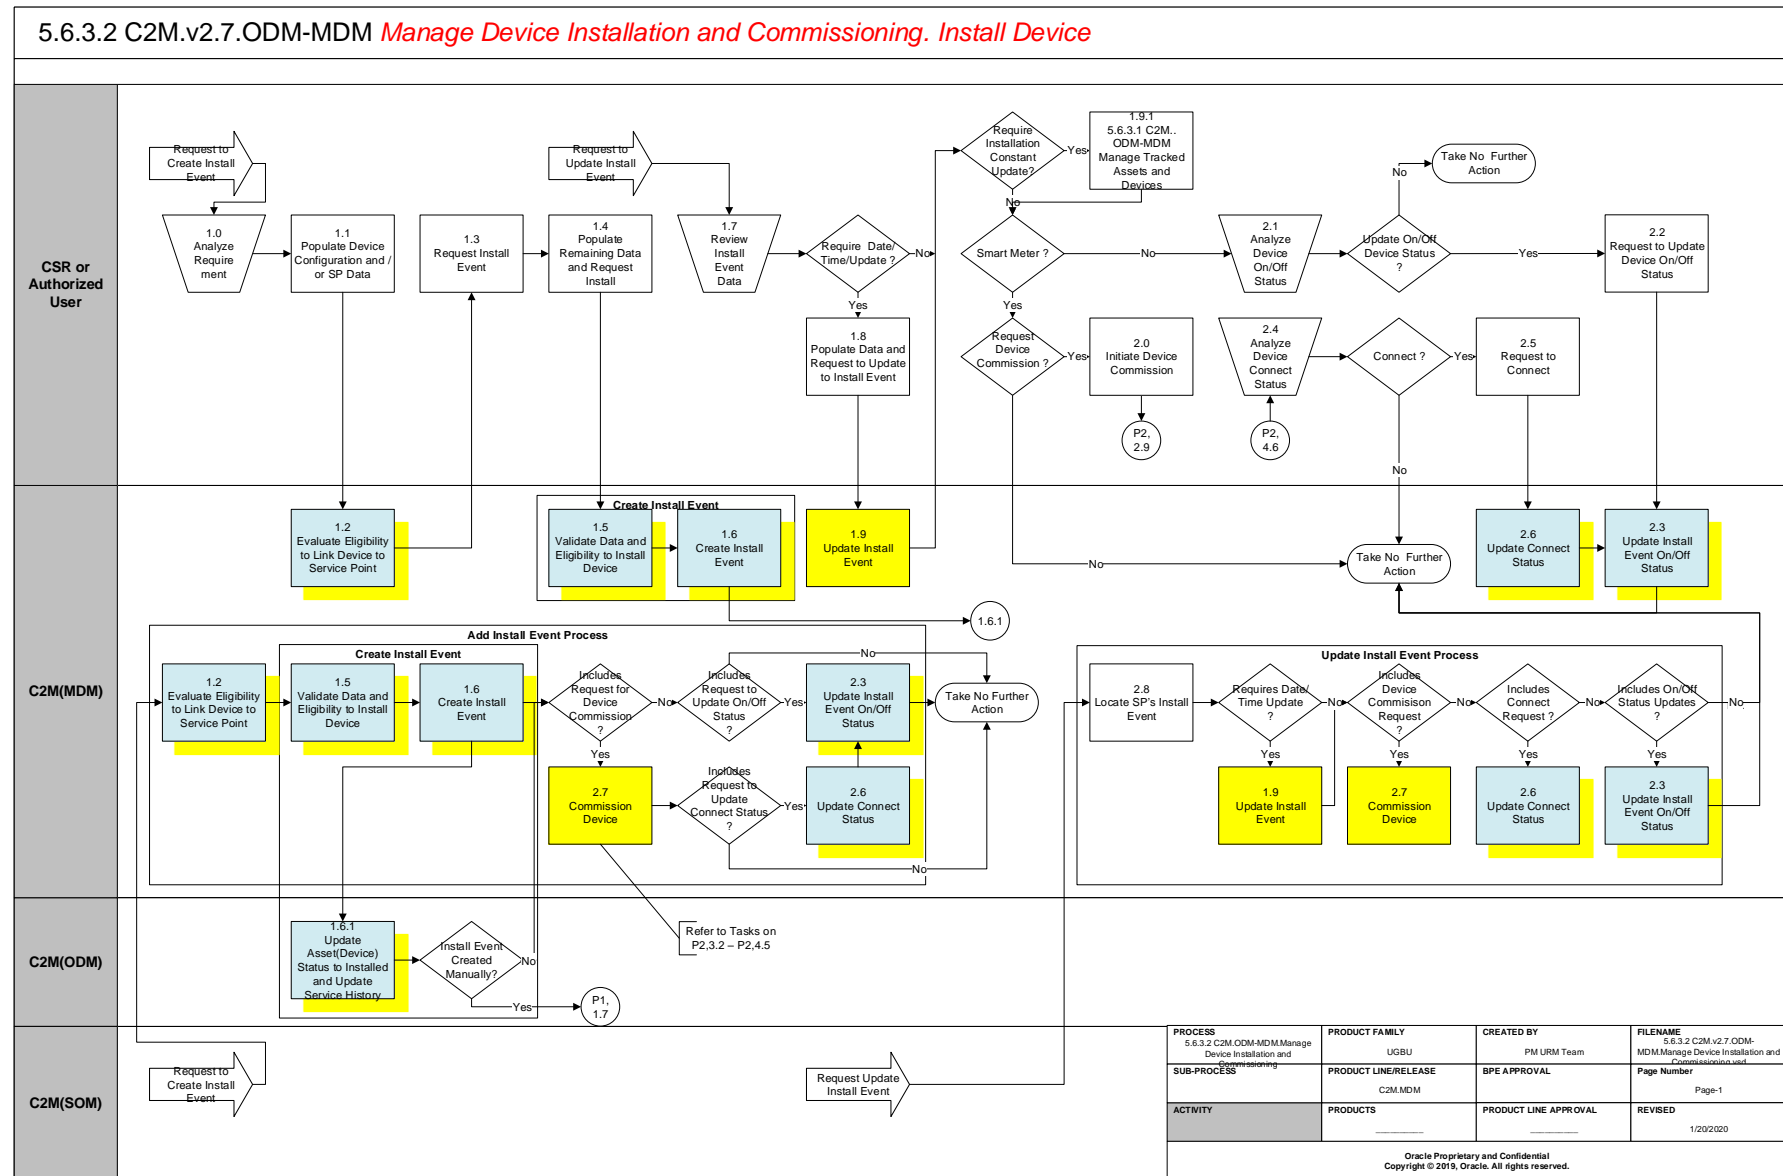 5.6.3.2 C2M.v2.7.ODM-MDM Manage Device Installation and Commissioning. Install Device
CSR or
Authorized
User
Request to
Create Install
Event
1.0
Analyze
Require
ment
1.1
Populate Device
Configuration and /
or SP Data
1.3
Request Install
Event
Request to
Update Install
Event
1.4
Populate
Remaining Data
and Request
Install
1.7
Review
Install
Event
Data
Require Date/
Time/Update ?
No
Yes
1.8
Populate Data and
Request to Update
to Install Event
Require
Installation
Constant
Update?
Yes
No
1.9.1
5.6.3.1 C2M..
ODM-MDM
Manage Tracked
Assets and
Devices
Smart Meter ?
No
Yes
Request
Device
Commission ?
Yes
2.0
Initiate Device
Commission
P2,
2.9
2.1
Analyze
Device
On/Off
Status
Update On/Off
Device Status
?
No
Take No Further
Action
Yes
2.2
Request to Update
Device On/Off
Status
2.4
Analyze
Device
Connect
Status
P2,
4.6
Connect ?
Yes
No
2.5
Request to
Connect
C2M(MDM)
1.2
Evaluate Eligibility
to Link Device to
Service Point
Create Install Event
1.5
Validate Data and
Eligibility to Install
Device
1.6
Create Install
Event
1.9
Update Install
Event
No
Take No Further
Action
2.6
Update Connect
Status
2.3
Update Install
Event On/Off
Status
1.6.1
Add Install Event Process
Create Install Event
1.2
Evaluate Eligibility
to Link Device to
Service Point
1.5
Validate Data and
Eligibility to Install
Device
1.6
Create Install
Event
Includes
Request for
Device
Commission
?
No
Yes
Includes
Request to
Update On/Off
Status
?
No
Yes
2.3
Update Install
Event On/Off
Status
Take No Further
Action
2.7
Commission
Device
Includes
Request to
Update
Connect Status
?
Yes
No
2.6
Update Connect
Status
Update Install Event Process
2.8
Locate SP's Install
Event
Requires Date/
Time Update
?
No
Yes
Includes
Device
Commison
Request ?
No
Yes
Includes
Connect
Request ?
No
Yes
Includes On/Off
Status Updates
?
No
Yes
1.9
Update Install
Event
2.7
Commission
Device
2.6
Update Connect
Status
2.3
Update Install
Event On/Off
Status
C2M(ODM)
1.6.1
Update
Asset(Device)
Status to Installed
and Update
Service History
Install Event
Created
Manually?
No
Yes
P1,
1.7
Refer to Tasks on
P2,3.2 – P2,4.5
C2M(SOM)
Request to
Create Install
Event
Request Update
Install Event
PROCESS
5.6.3.2 C2M.ODM-MDM.Manage
Device Installation and
Commissioning
PRODUCT FAMILY
UGBU
CREATED BY
PM URM Team
FILENAME
5.6.3.2 C2M.v2.7.ODM-
MDM.Manage Device Installation and
Commissioning.vsd
SUB-PROCESS
PRODUCT LINE/RELEASE
C2M.MDM
BPE APPROVAL
Page Number
Page-1
ACTIVITY
PRODUCTS
PRODUCT LINE APPROVAL
REVISED
1/20/2020
Oracle Proprietary and Confidential
Copyright © 2019, Oracle. All rights reserved.